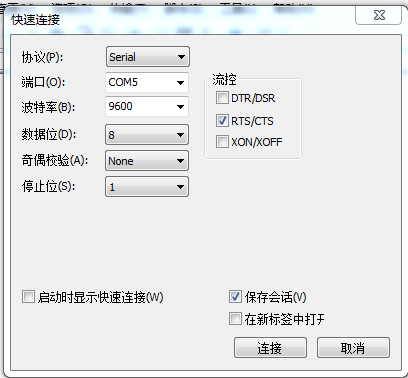 快速连接
协议(P): Serial
端口(O): COM5
波特率(B): 9600
数据位(D): 8
奇偶校验(A): None
停止位(S): 1
流控
DTR/DSR
RTS/CTS
XON/XOFF
启动时显示快速连接(W)
保存会话(V)
在新标签中打开
连接 取消